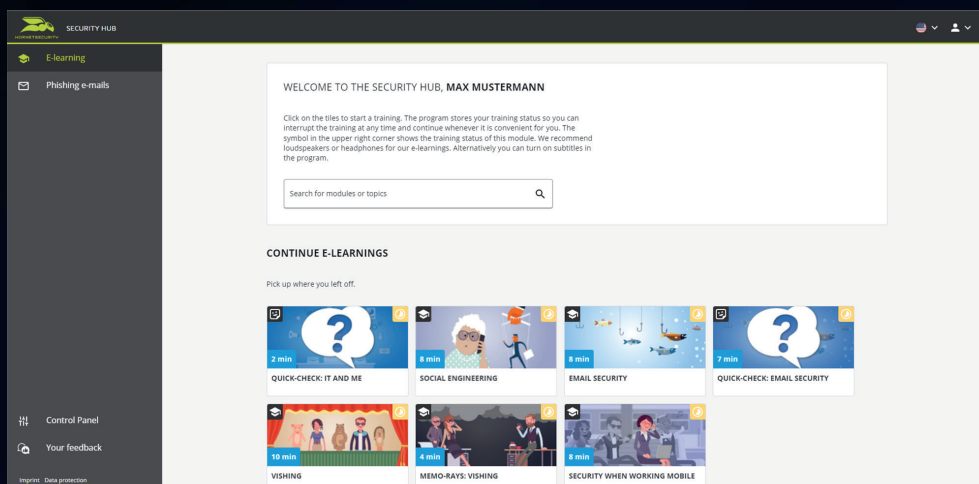 HORNETSECURITY
SECURITY HUB
E-learning
Phishing e-mails
WELCOME TO THE SECURITY HUB, MAX MUSTERMANN
Click on the tiles to start a training. The program stores your training status so you can
interrupt the training at any time and continue whenever it is convenient for you. The
symbol in the upper right corner shows the training status of this module. We recommend
loudspeakers or headphones for our e-learnings. Alternatively you can turn on subtitles in
the program.
Search for modules or topics
CONTINUE E-LEARNINGS
Pick up where you left off.
?
2 min
QUICK-CHECK: IT AND ME
8 min
SOCIAL ENGINEERING
8 min
EMAIL SECURITY
?
7 min
QUICK-CHECK: EMAIL SECURITY
10 min
VISHING
4 min
MEMO-RAYS: VISHING
8 min
SECURITY WHEN WORKING MOBILE
Control Panel
Your feedback
Imprint Data protection